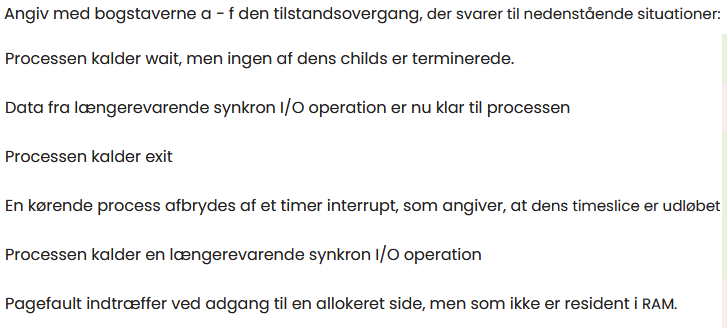 Angiv med bogstaverne a - f den tilstandsovergang, der svarer til nedenstående situationer:
Processen kalder wait, men ingen af dens childs er terminerede.
Data fra længerevarende synkron I/O operation er nu klar til processen
Processen kalder exit
En kørende process afbrydes af et timer interrupt, som angiver, at dens timeslice er udløbet
Processen kalder en længerevarende synkron I/O operation
Pagefault indtræffer ved adgang til en allokeret side, men som ikke er resident i RAM.